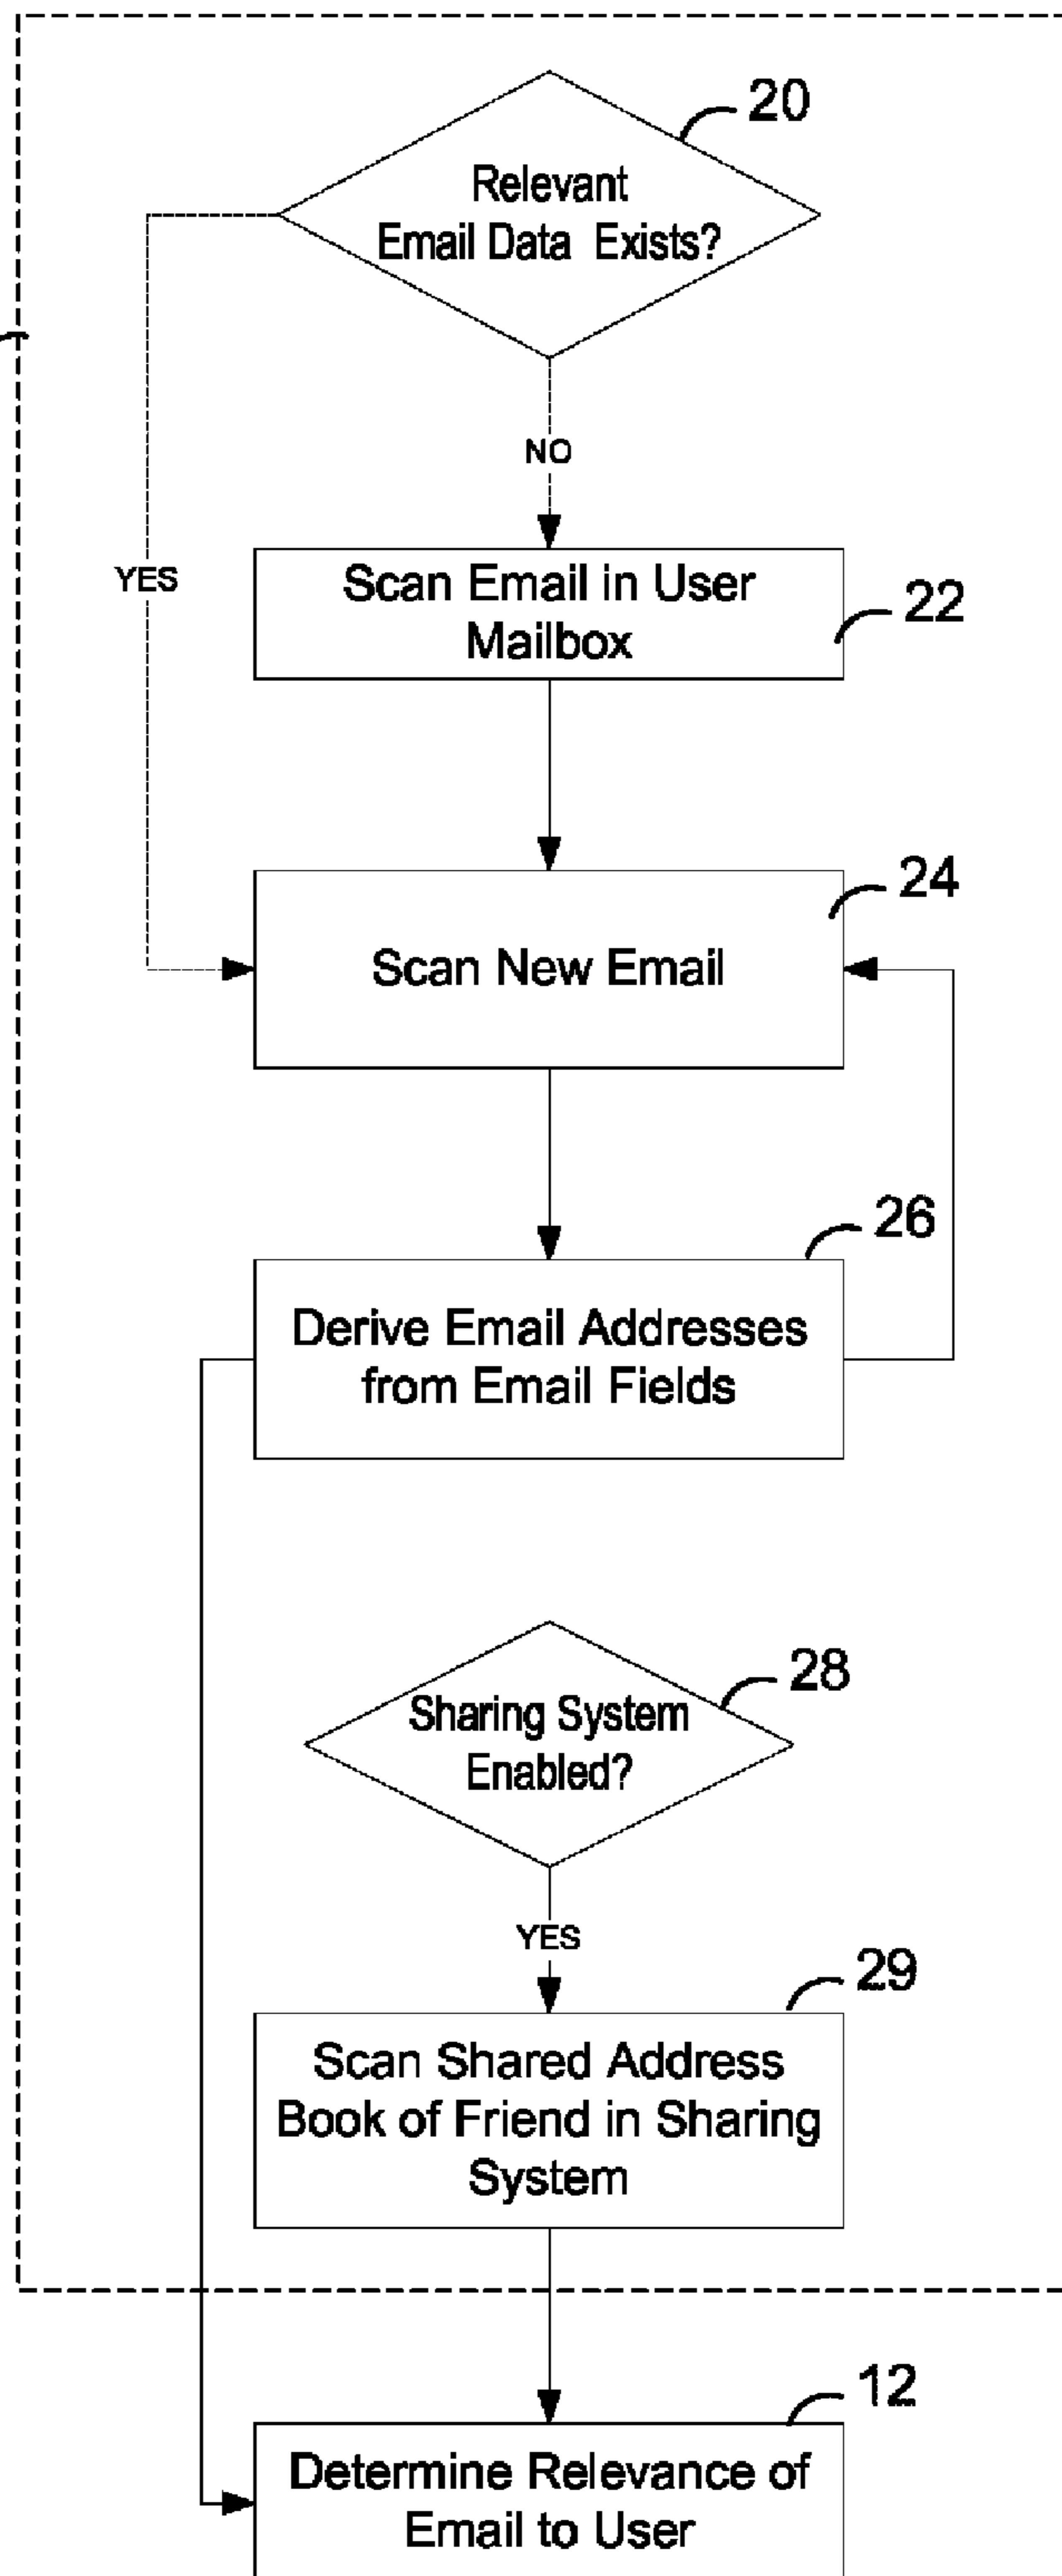 20
Relevant
Email Data Exists?
NO
YES
Scan Email in User
Mailbox
22
24
Scan New Email
26
Derive Email Addresses
from Email Fields
28
Sharing System
Enabled?
YES
29
Scan Shared Address
Book of Friend in Sharing
System
12
Determine Relevance of
Email to User